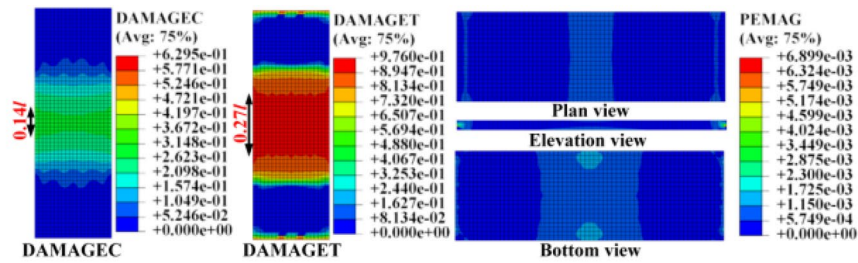 DAMAGEC
(Avg: 75%)
+6.295e-01
+5.771e-01
+5.246e-01
+4.721e-01
+4.197e-01
+3.672e-01
+3.148e-01
+2.623e-01
+2.098e-01
+1.574e-01
+1.049e-01
+5.246e-02
+0.000e+00
0.14l
DAMAGEC
DAMAGET
(Avg: 75%)
+9.760e-01
+8.947e-01
+8.134e-01
+7.320e-01
+6.507e-01
+5.694e-01
+4.880e-01
+4.067e-01
+3.253e-01
+2.440e-01
+1.627e-01
+8.134e-02
+0.000e+00
0.27l
DAMAGET
Plan view
Elevation view
Bottom view
PEMAG
(Avg: 75%)
+6.899e-03
+6.324e-03
+5.749e-03
+5.174e-03
+4.599e-03
+4.024e-03
+3.449e-03
+2.875e-03
+2.300e-03
+1.725e-03
+1.150e-03
+5.749e-04
+0.000e+00